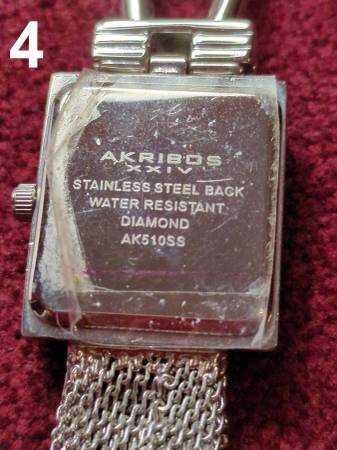 4
AKRIBOS
XXIV
STAINLESS STEEL BACK
WATER RESISTANT
DIAMOND
AK510SS